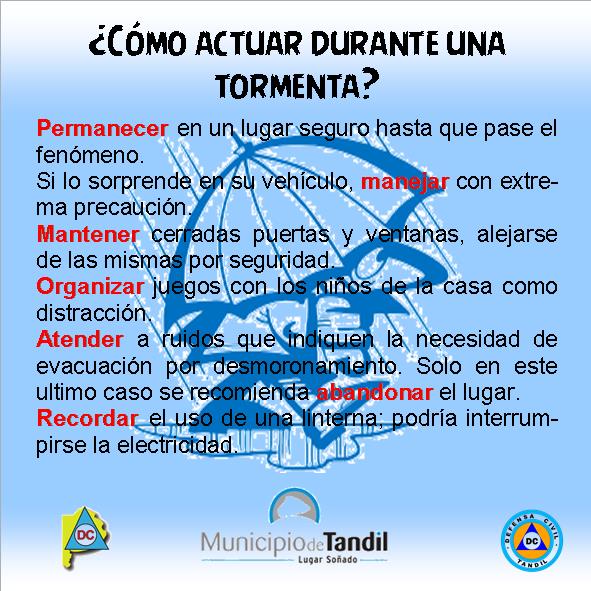 ¿CÓMO ACTUAR DURANTE UNA
TORMENTA?
Permanecer en un lugar seguro hasta que pase el
fenómeno.
Si lo sorprende en su vehículo, manejar con extre-
ma precaución.
Mantener cerradas puertas y ventanas, alejarse
de las mismas por seguridad.
Organizar juegos con los niños de la casa como
distracción.
Atender a ruidos que indiquen la necesidad de
evacuación por desmoronamiento. Solo en este
ultimo caso se recomienda abandonar el lugar.
Recordar el uso de una linterna; podría interrum-
pirse la electricidad.
DC
Municipio de Tandil
Lugar Soñado
DEFENSA CIVIL
DC
TANDIL